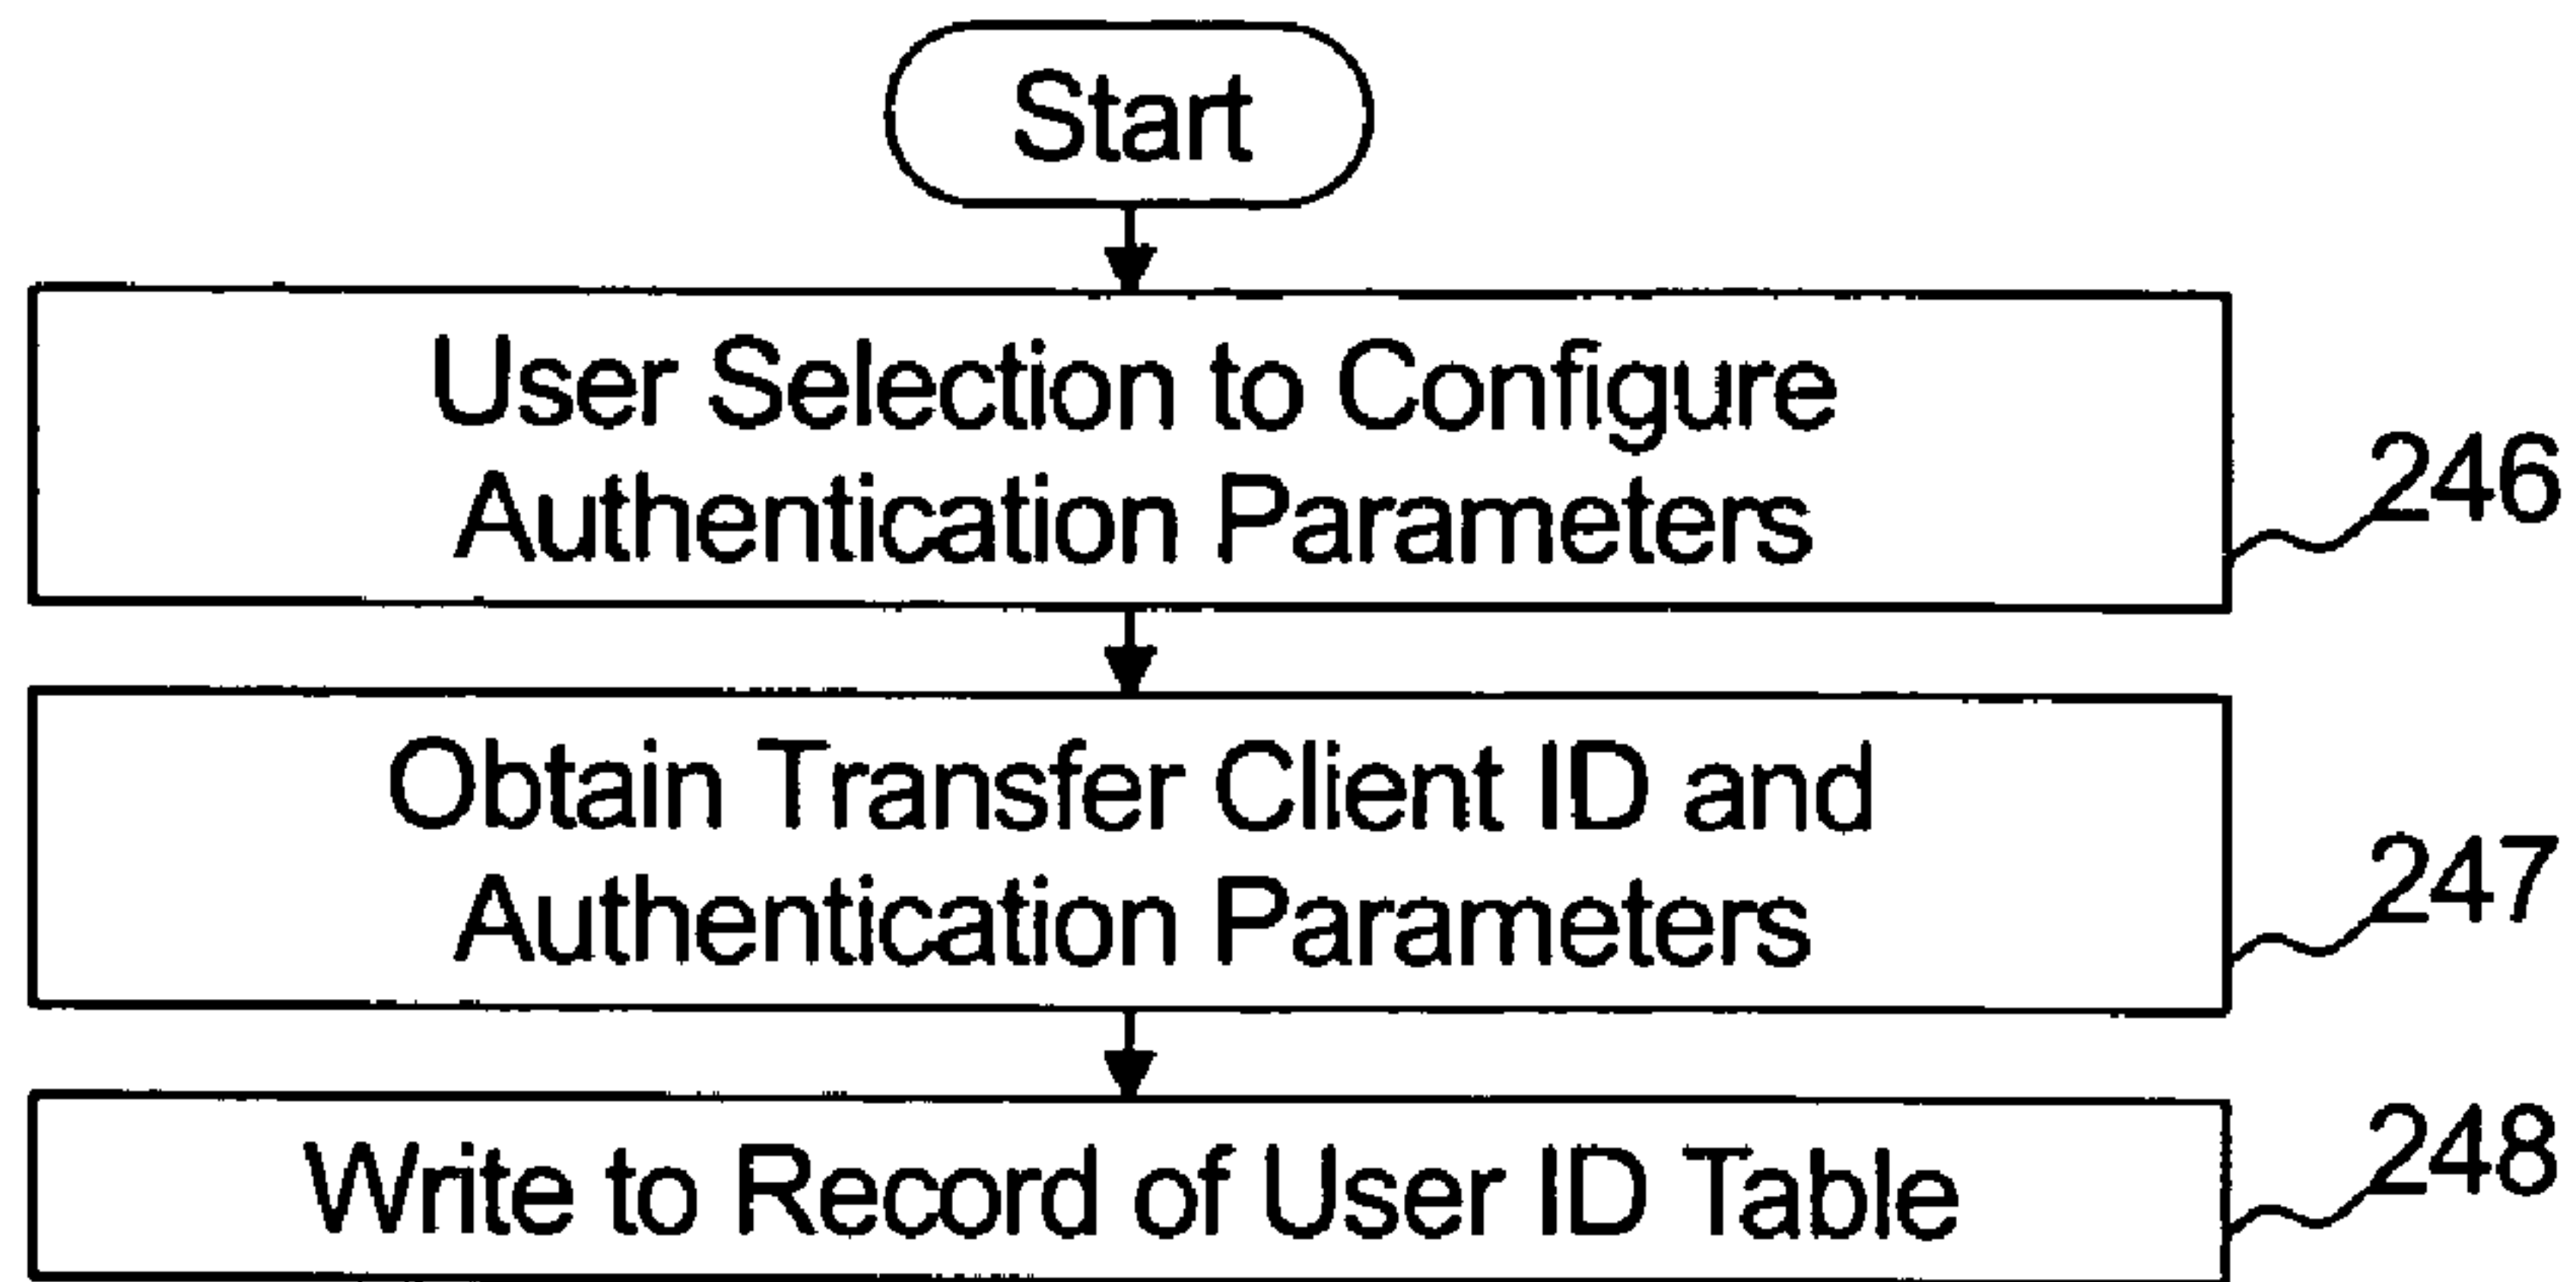 Start
User Selection to Configure
Authentication Parameters
246
Obtain Transfer Client ID and
Authentication Parameters
247
Write to Record of User ID Table
248